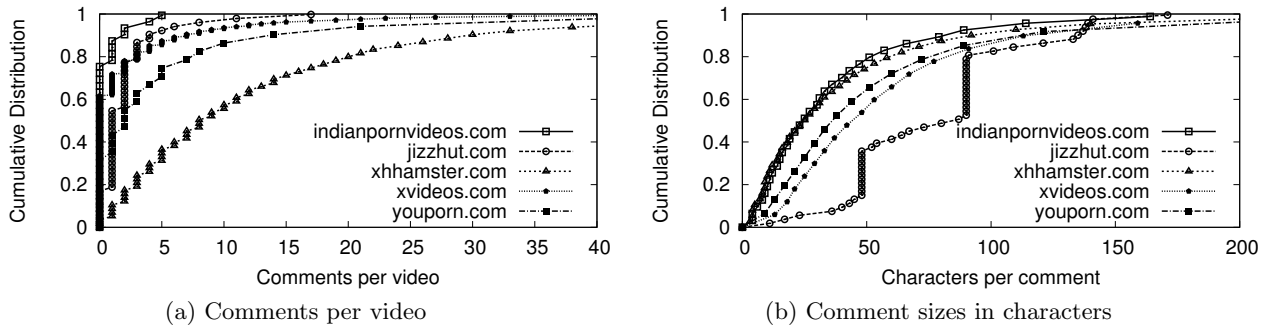 Cumulative Distribution
1
0.8
0.6
0.4
0.2
0
0 5 10 15 20 25 30 35 40
indianpornvideos.com
jizzhut.com
xhhamster.com
xvideos.com
youporn.com
Comments per video
(a) Comments per video
Cumulative Distribution
1
0.8
0.6
0.4
0.2
0
0 50 100 150 200
indianpornvideos.com
jizzhut.com
xhhamster.com
xvideos.com
youporn.com
Characters per comment
(b) Comment sizes in characters